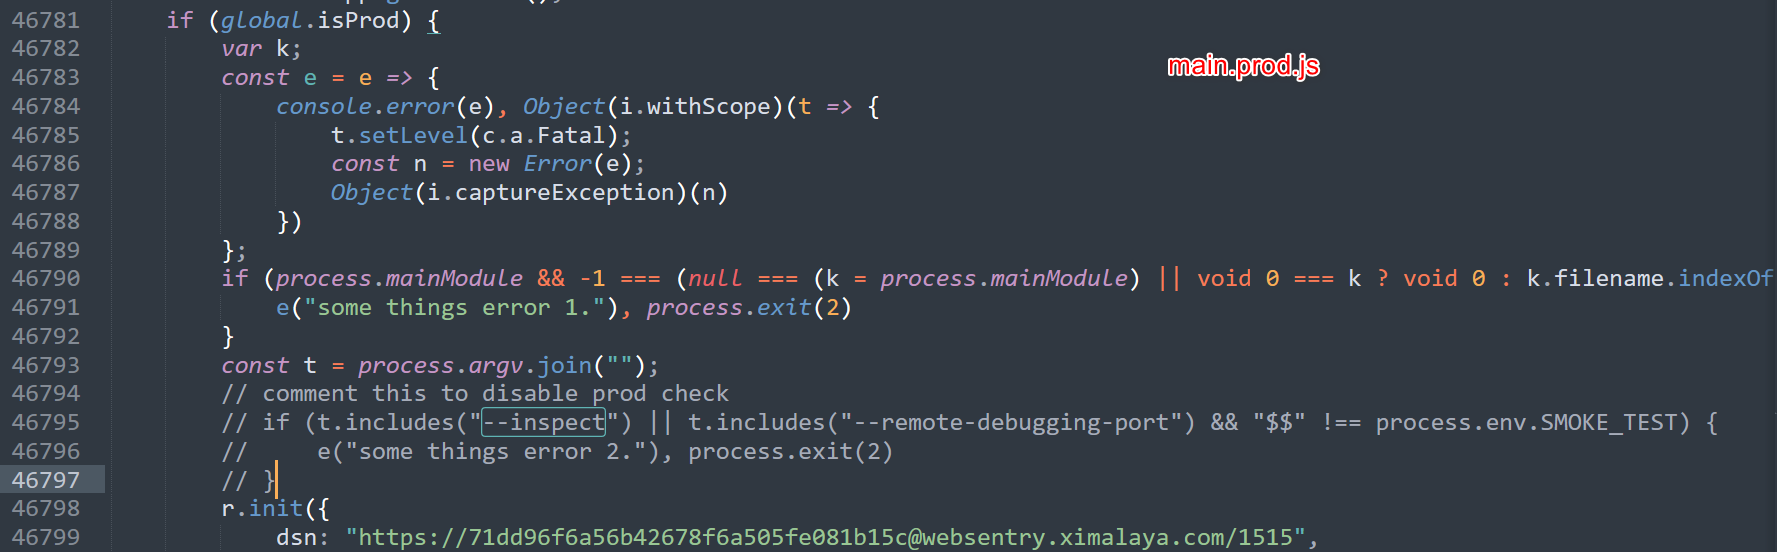 46781 if (global.isProd) {
46782 var k;
main.prod.js
46783 const e = e => {
46784 console.error(e), Object(i.withScope)(t => {
46785 t.setLevel(c.a.Fatal);
46786 const n = new Error(e);
46787 Object(i.captureException)(n)
46788 })
46789 };
46790 if (process.mainModule && -1 === (null === (k = process.mainModule) || void 0 === k ? void 0 : k.filename.indexOf
46791 e("some things error 1."), process.exit(2)
46792 }
46793 const t = process.argv.join("");
46794 // comment this to disable prod check
46795 // if (t.includes("--inspect") || t.includes("--remote-debugging-port") && "$$" !== process.env.SMOKE_TEST) {
46796 // e("some things error 2."), process.exit(2)
46797 // }
46798 r.init({
46799 dsn: "https://71dd96f6a56b42678f6a505fe081b15c@websentry.ximalaya.com/1515",